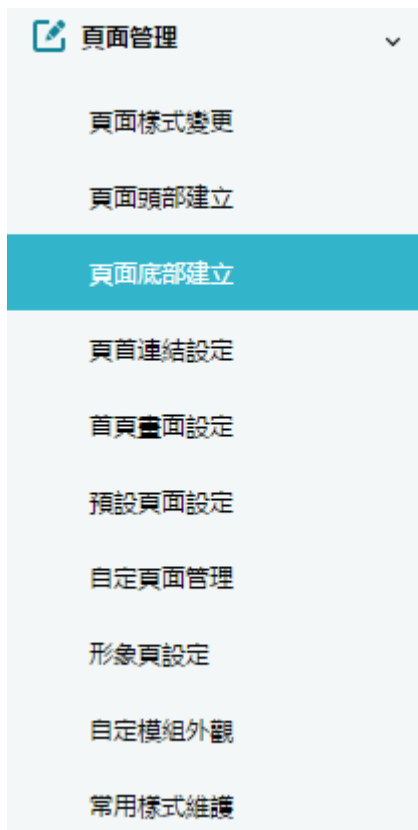 頁面管理
頁面樣式變更
頁面頭部建立
頁面底部建立
頁首連結設定
首頁畫面設定
預設頁面設定
自定頁面管理
形象頁設定
自定模組外觀
常用樣式維護